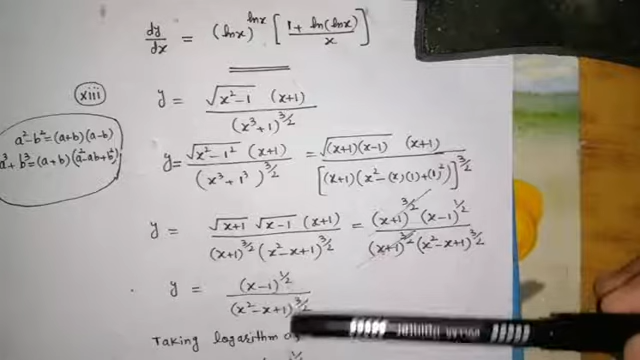 dy/dx = (lnx)^lnx [1 + ln(lnx)/x]
xiii
y = √(x²-1) (x+1) / (x³+1)^3/2
a²-b²=(a+b)(a-b)
a³+b³=(a+b)(a²-ab+b²)
y = √(x²-1²) (x+1) / (x³+1³)^3/2 = √((x+1)(x-1)) (x+1) / [(x+1)(x²-(x)(1)+(1)²)]^3/2
y = √(x+1) √(x-1) (x+1) / (x+1)^3/2 (x²-x+1)^3/2 = (x+1)^3/2 (x-1)^1/2 / (x+1)^3/2 (x²-x+1)^3/2
y = (x-1)^1/2 / (x²-x+1)^3/2
Taking logarithm